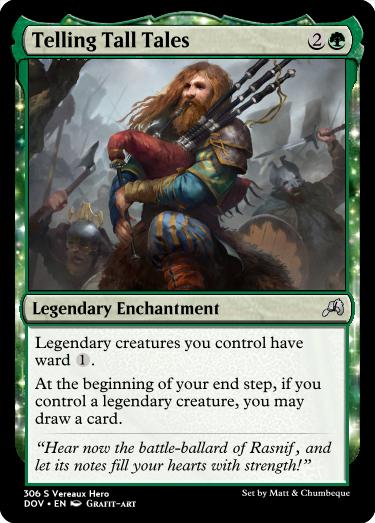 Telling Tall Tales 2
Legendary Enchantment
Legendary creatures you control have
ward 1 .
At the beginning of your end step, if you
control a legendary creature, you may
draw a card.
“Hear now the battle-ballard of Rasnif, and
let its notes fill your hearts with strength!”
306 S Vereaux Hero
DOV • EN Grafit-art
Set by Matt & Chumbeque